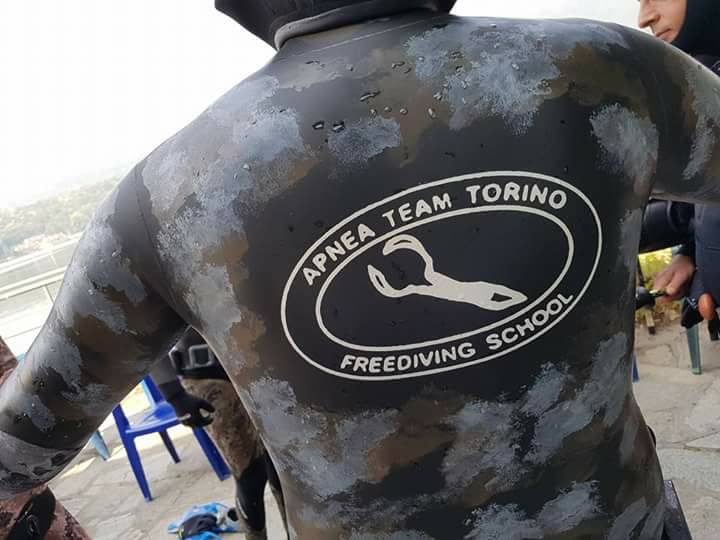 APNEA TEAM TORINO
FREEDIVING SCHOOL